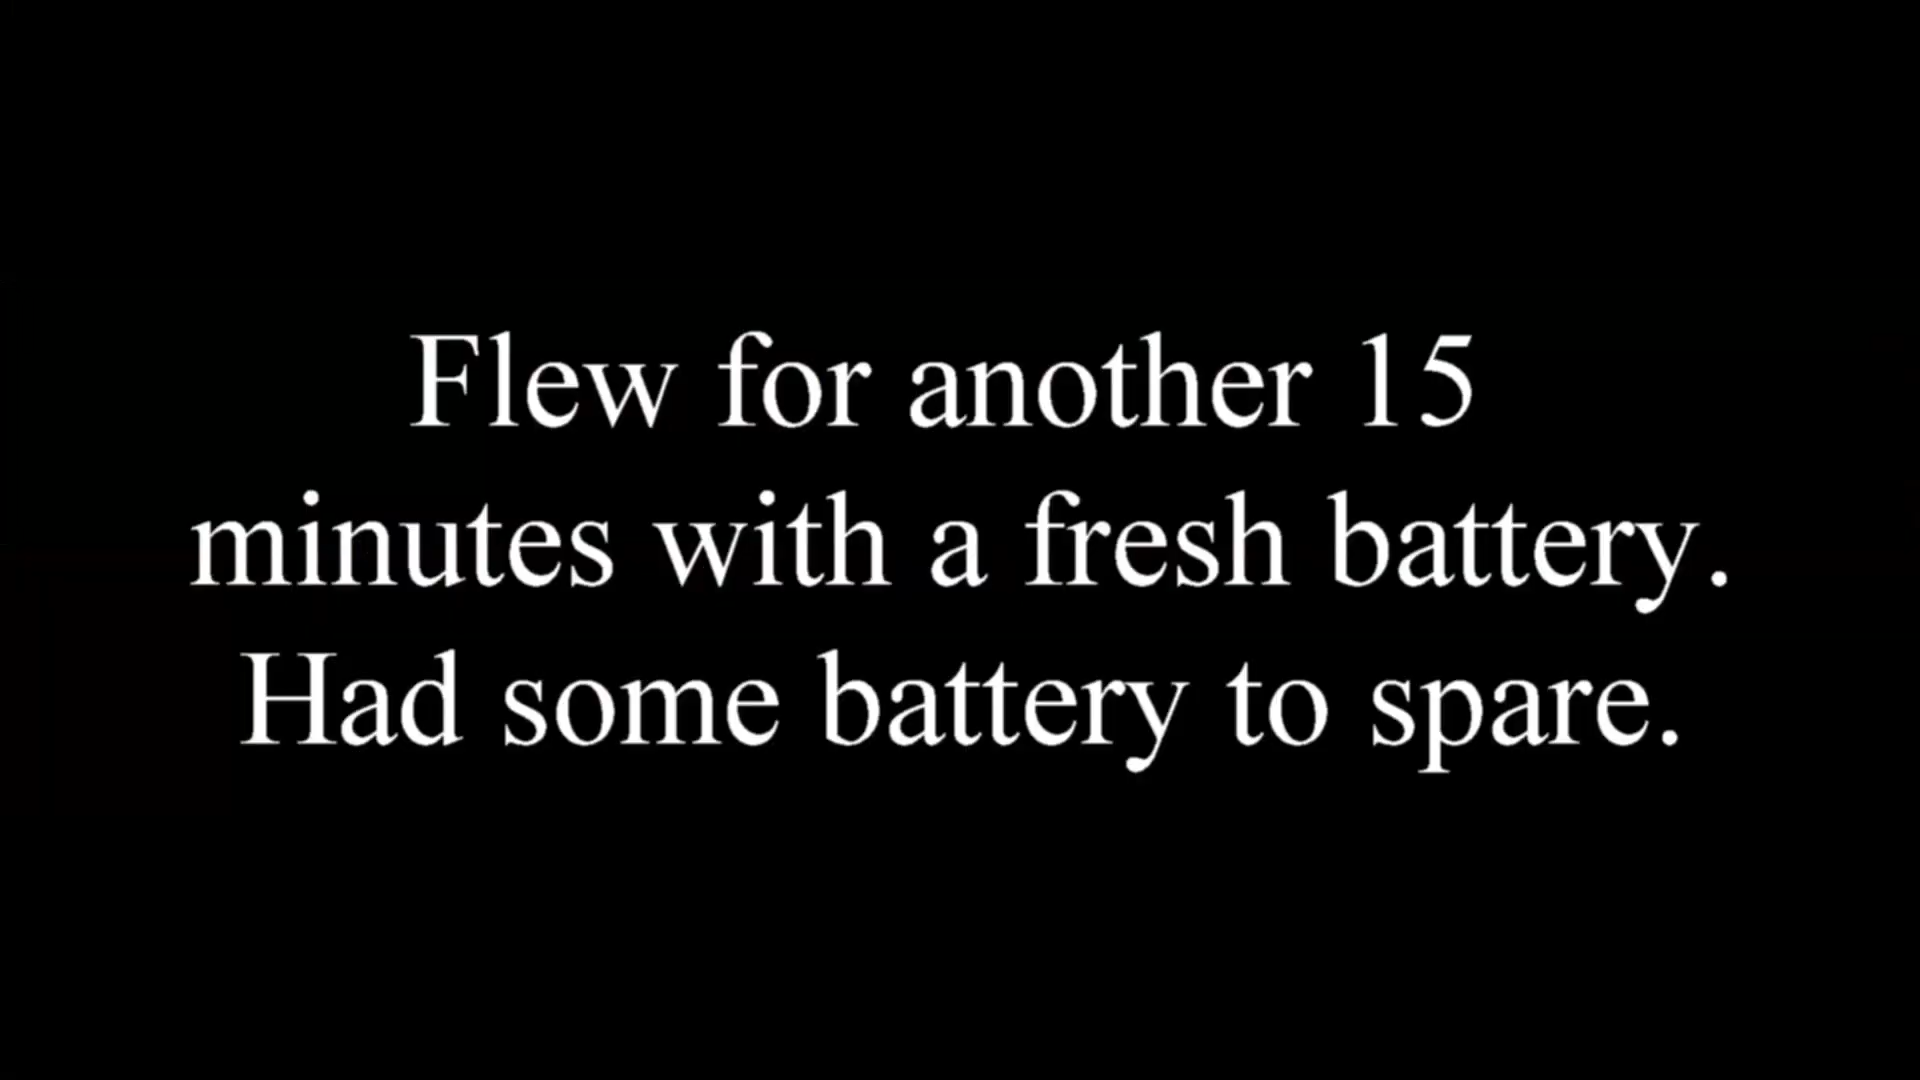 Flew for another 15
minutes with a fresh battery.
Had some battery to spare.